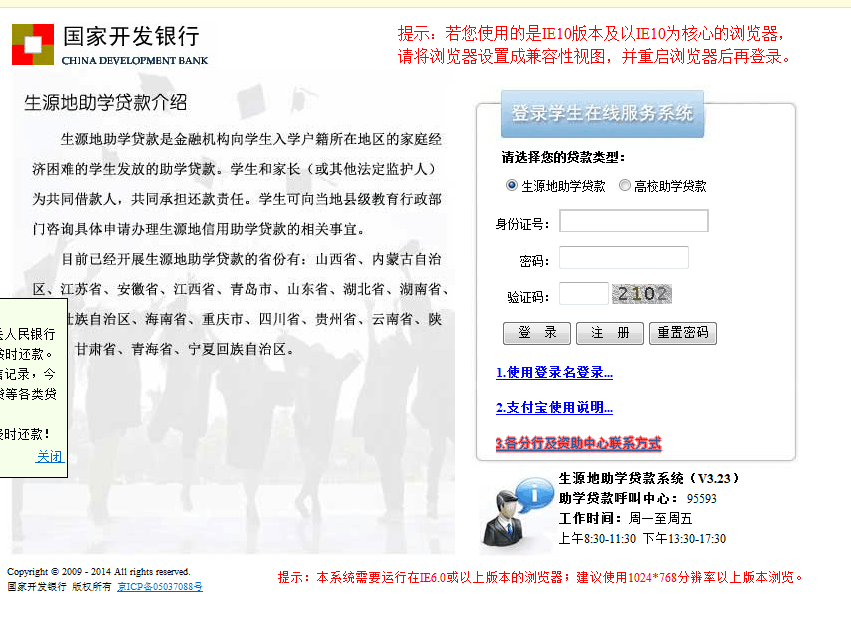 国家开发银行
CHINA DEVELOPMENT BANK
提示：若您使用的是IE10版本及以IE10为核心的浏览器，
请将浏览器设置成兼容性视图，并重启浏览器后再登录。
生源地助学贷款介绍
生源地助学贷款是金融机构向学生入学户籍所在地区的家庭经
济困难的学生发放的助学贷款。学生和家长（或其他法定监护人）
为共同借款人，共同承担还款责任。学生可向当地县级教育行政部
门咨询具体申请办理生源地信用助学贷款的相关事宜。
目前已经开展生源地助学贷款的省份有：山西省、内蒙古自治
区、江苏省、安徽省、江西省、青岛市、山东省、湖北省、湖南省、
族自治区、海南省、重庆市、四川省、贵州省、云南省、陕
甘肃省、青海省、宁夏回族自治区。
人民银行
时还款。
记录，今
等各类贷
时还款！
关闭
登录学生在线服务系统
请选择您的贷款类型：
生源地助学贷款 高校助学贷款
身份证号：
密码：
验证码： 2102
登 录 注 册 重置密码
1.使用登录名登录...
2.支付宝使用说明...
3.各分行及资助中心联系方式
生源地助学贷款系统（V3.23）
助学贷款呼叫中心： 95593
工作时间：周一至周五
上午8:30-11:30 下午13:30-17:30
Copyright © 2009 - 2014 All rights reserved.
国家开发银行 版权所有 京ICP备05037088号
提示：本系统需要运行在IE6.0或以上版本的浏览器；建议使用1024*768分辨率以上版本浏览。